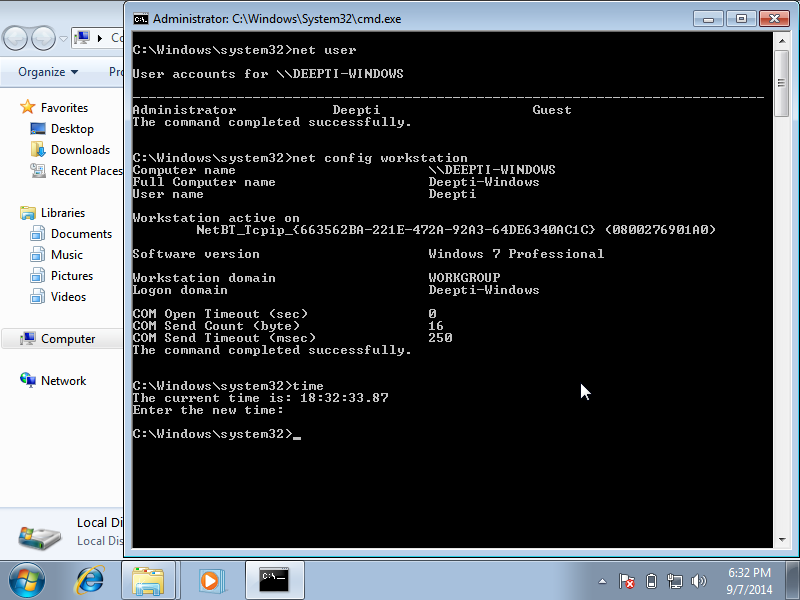 Administrator: C:\Windows\System32\cmd.exe
Organize
Favorites
Desktop
Downloads
Recent Places
Libraries
Documents
Music
Pictures
Videos
Computer
Network
Local Di
Local Dis
C:\Windows\system32>net user
User accounts for \\DEEPTI-WINDOWS
-------------------------------------------------------------------------------
Administrator Deepti Guest
The command completed successfully.
C:\Windows\system32>net config workstation
Computer name \\DEEPTI-WINDOWS
Full Computer name Deepti-Windows
User name Deepti
Workstation active on
NetBT_Tcpip_{663562BA-221E-472A-92A3-64DE6340AC1C} (0800276901A0)
Software version Windows 7 Professional
Workstation domain WORKGROUP
Logon domain Deepti-Windows
COM Open Timeout (sec) 0
COM Send Count (byte) 16
COM Send Timeout (msec) 250
The command completed successfully.
C:\Windows\system32>time
The current time is: 18:32:33.87
Enter the new time:
C:\Windows\system32>_
C:\_
6:32 PM
9/7/2014